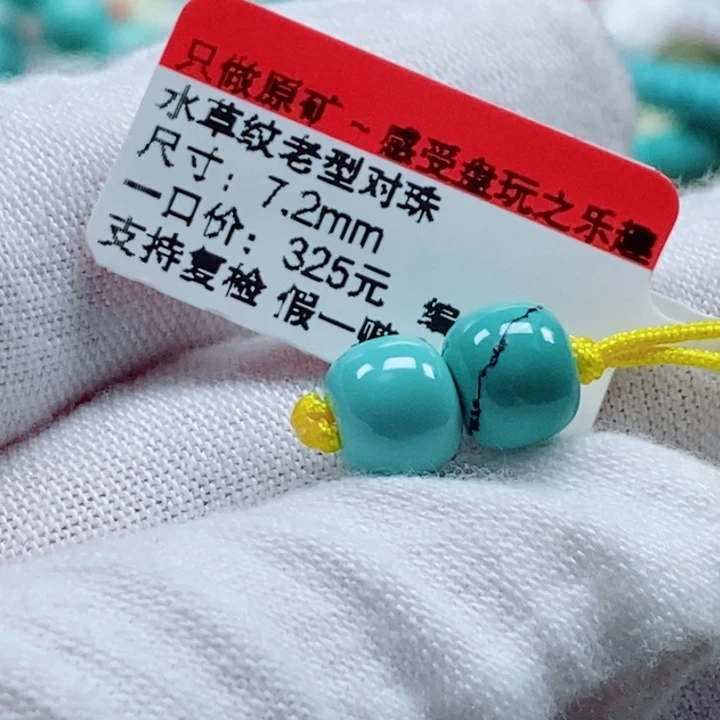 只做原矿~感受盘玩之乐趣
水草纹老型对珠
尺寸：7.2mm
一口价：325元
支持复检 假一 编